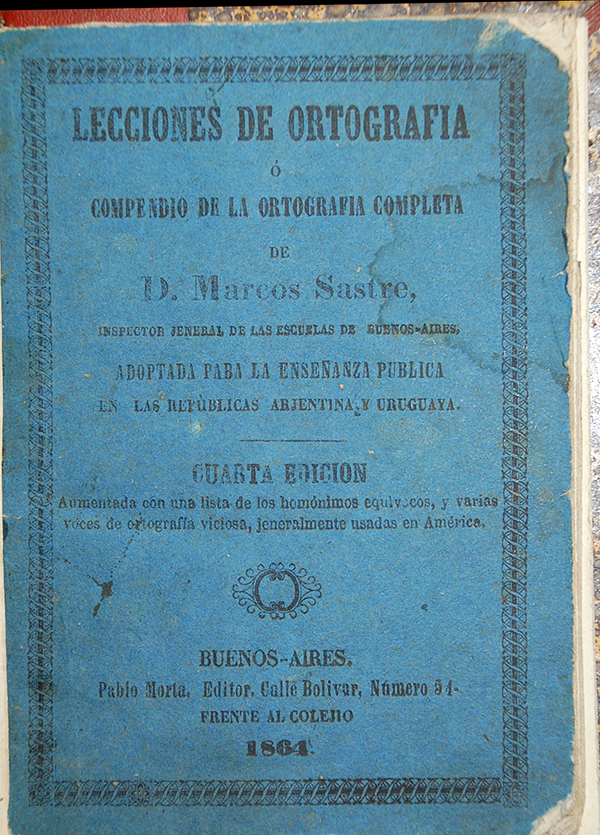 LECCIONES DE ORTOGRAFIA
Ó
COMPENDIO DE LA ORTOGRAFIA COMPLETA
DE
D. Marcos Sastre,
INSPECTOR JENERAL DE LAS ESCUELAS DE BUENOS-AIRES,
ADOPTADA PABA LA ENSEÑANZA PUBLICA
EN LAS REPÙBLICAS ARJENTINA Y URUGUAYA.
CUARTA EDICION
Aumentada con una lista de los homónimos equivocos, y varias
voces de ortografía viciosa, jeneralmente usadas en América.
BUENOS-AIRES.
Pablo Morta, Editor, Calle Bolivar, Número 54-
FRENTE AL COLEJIO
1864.